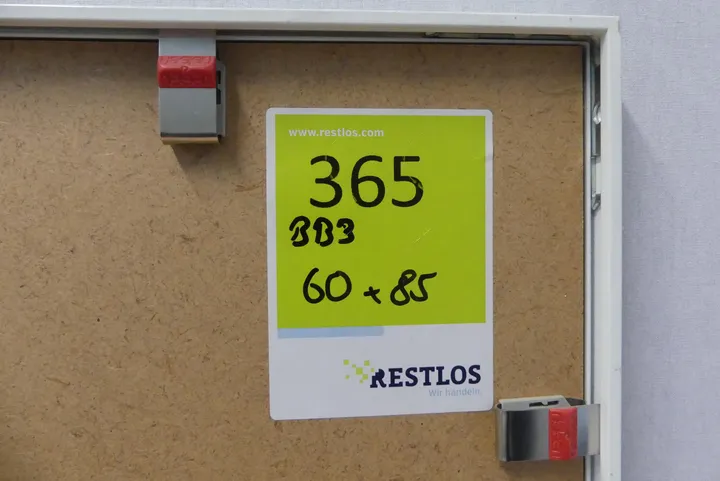 www.restlos.com
365
BB3
60 + 85
RESTLOS
Wir handeln.